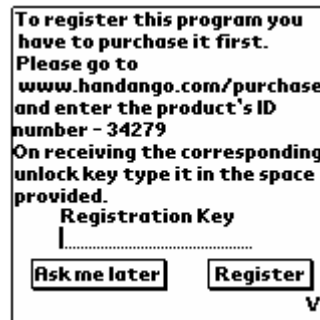 To register this program you
have to purchase it first.
Please go to
www.handango.com/purchase
and enter the product's ID
number - 34279
On receiving the corresponding
unlock key type it in the space
provided.
Registration Key
Ask me later Register
V